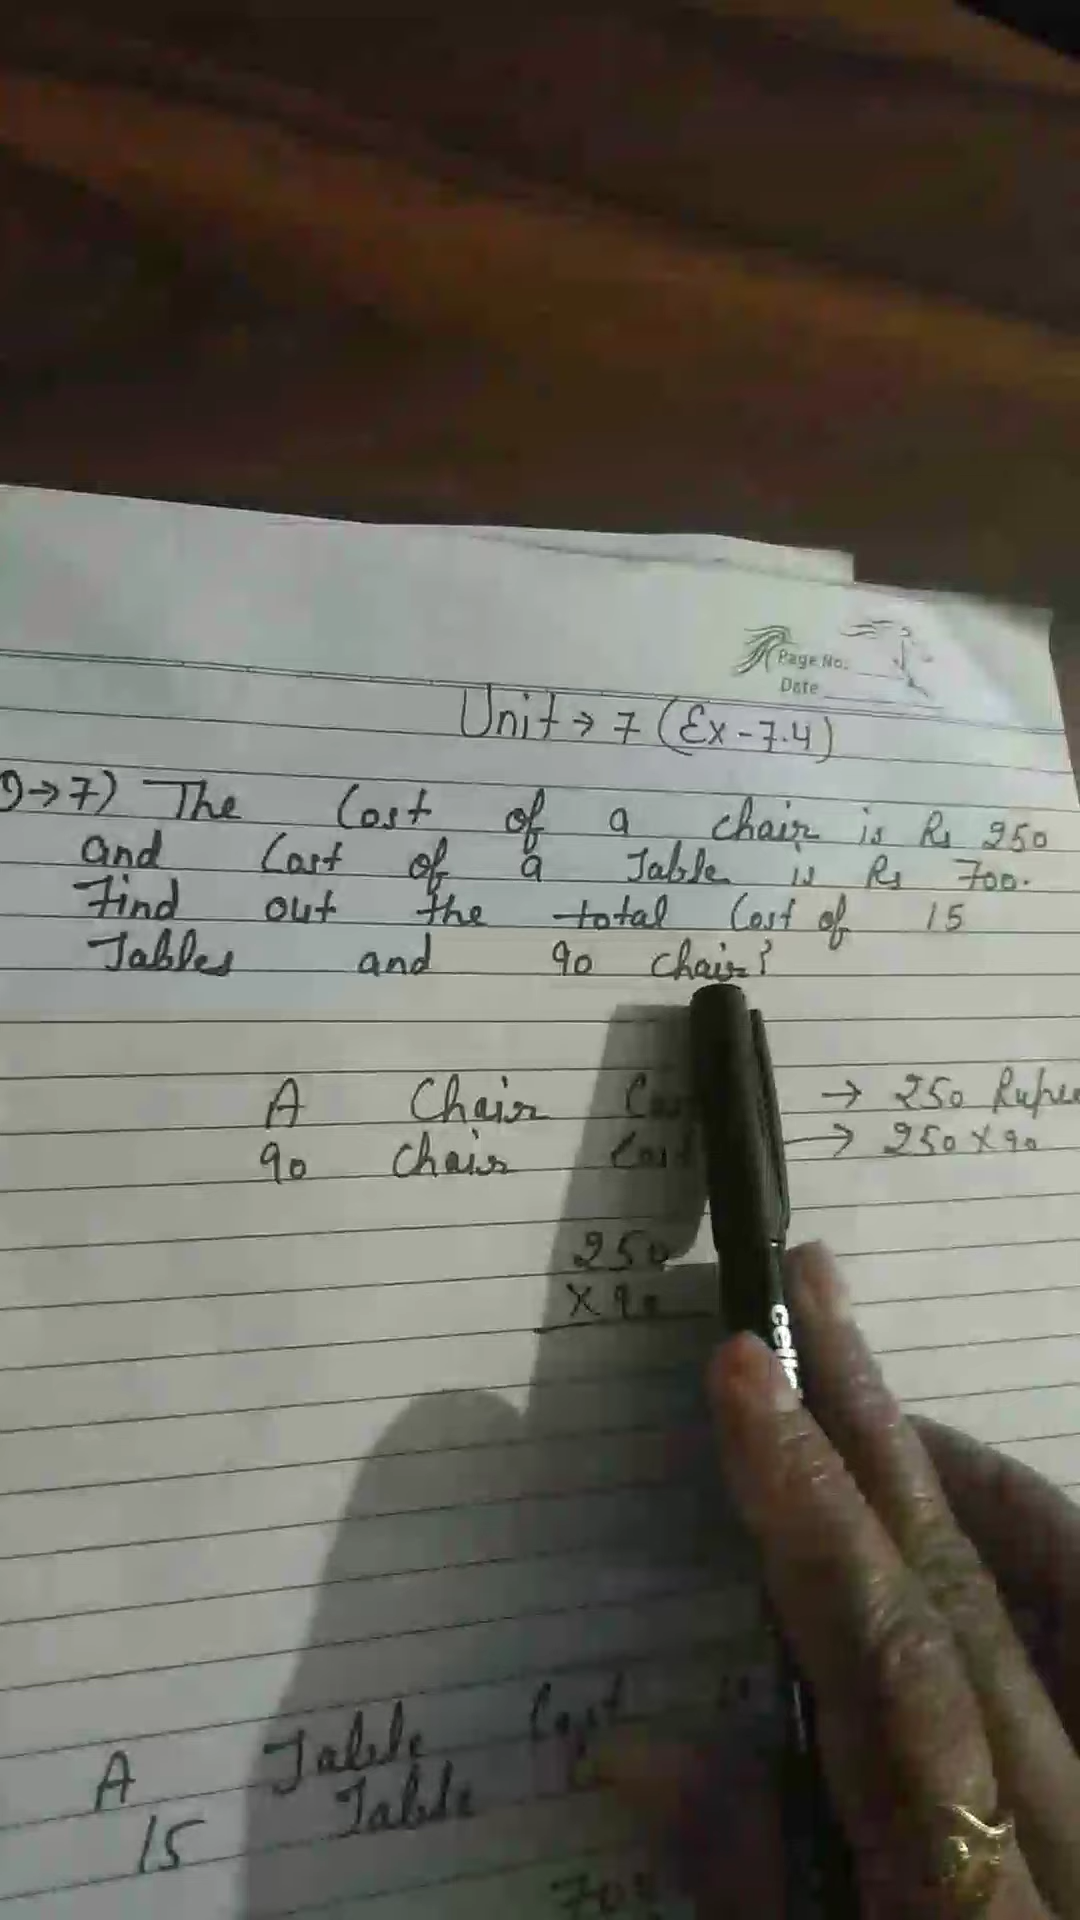 Page No.
Date
Unit → 7 (Ex-7.4)
→ 7) The Cost of a chair is Rs 250
and Cost of a Table is Rs 700.
Find out the total Cost of 15
Tables and 90 chair?
A Chair → 250
90 Chair Cost → 250 X 90
250
X 90
A Table Cost
15 Table